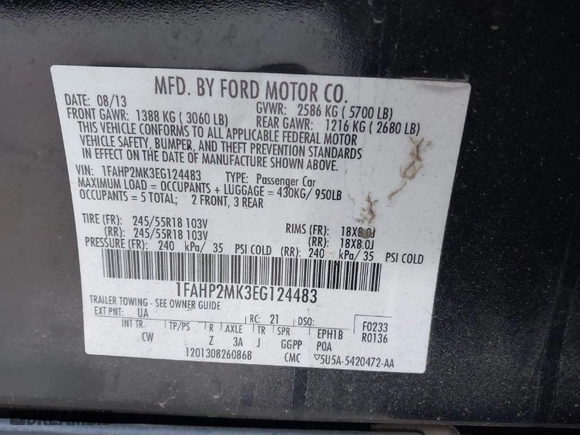 MFD. BY FORD MOTOR CO.
DATE: 08/13 GVWR: 2586 KG ( 5700 LB)
FRONT GAWR: 1388 KG ( 3060 LB) REAR GAWR: 1216 KG ( 2680 LB)
THIS VEHICLE CONFORMS TO ALL APPLICABLE FEDERAL MOTOR
VEHICLE SAFETY, BUMPER, AND THEFT PREVENTION STANDARDS
IN EFFECT ON THE DATE OF MANUFACTURE SHOWN ABOVE.
VIN: 1FAHP2MK3EG124483 TYPE: Passenger Car
MAXIMUM LOAD = OCCUPANTS + LUGGAGE = 430KG/ 950LB
OCCUPANTS = 5 TOTAL; 2 FRONT, 3 REAR
TIRE (FR): 245/55R18 103V RIMS (FR): 18X8.0J
(RR): 245/55R18 103V (RR): 18X8.0J
PRESSURE (FR): 240 kPa/ 35 PSI COLD (RR): 240 kPa/ 35 PSI COLD
1FAHP2MK3EG124483
TRAILER TOWING - SEE OWNER GUIDE
EXT PNT: UA RC: 21 DSO: F0233
INT TR TP/PS R AXLE TR SPR EPH1B R0136
CW Z 3A J GGPP POA
1201308260868 CMC 5U5A-5420472-AA